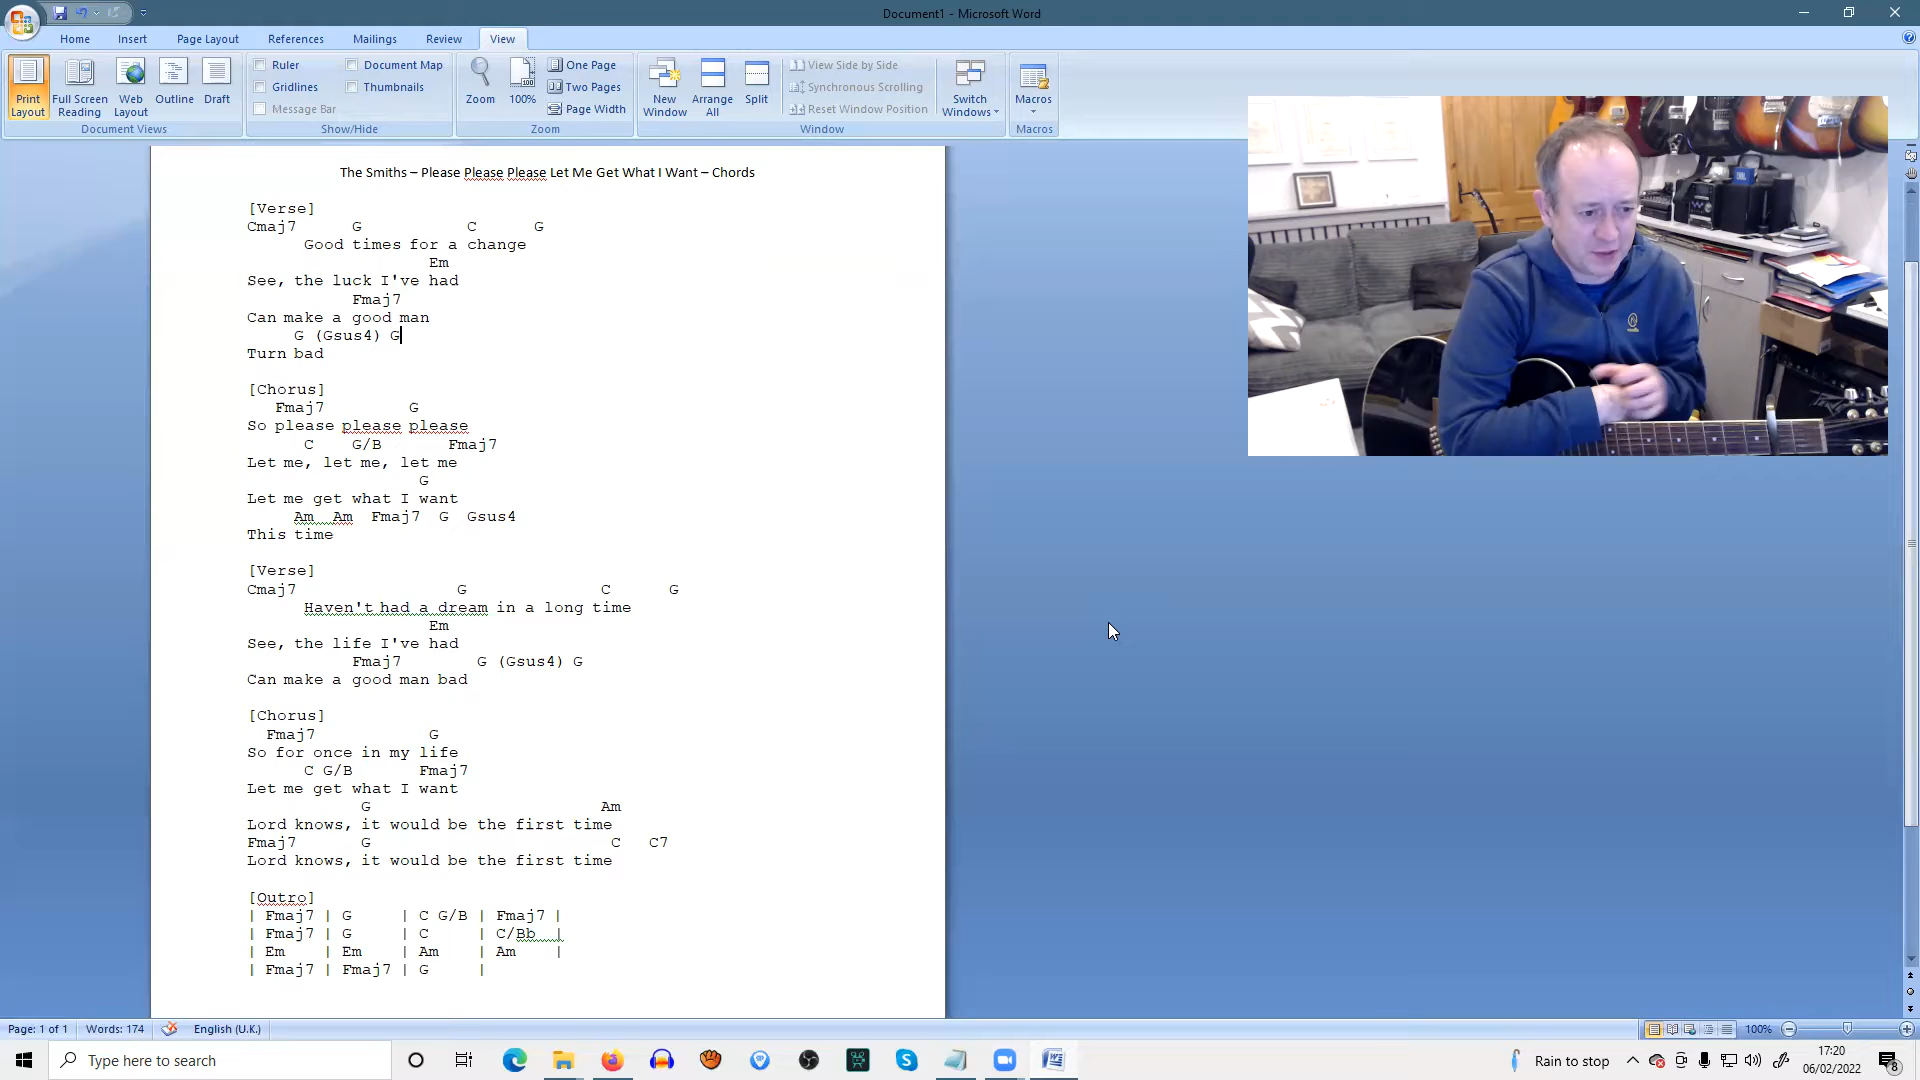 Document1 - Microsoft Word
Home Insert Page Layout References Mailings Review View
Print Layout
Full Screen Reading
Web Layout
Outline
Draft
Document Views
Ruler
Gridlines
Message Bar
Document Map
Thumbnails
Show/Hide
Zoom
100%
One Page
Two Pages
Page Width
Zoom
New Window
Arrange All
Split
View Side by Side
Synchronous Scrolling
Reset Window Position
Switch Windows
Window
Macros
Macros
The Smiths – Please Please Please Let Me Get What I Want – Chords
[Verse]
Cmaj7 G C G
Good times for a change
Em
See, the luck I've had
Fmaj7
Can make a good man
G (Gsus4) G
Turn bad
[Chorus]
Fmaj7 G
So please please please
C G/B Fmaj7
Let me, let me, let me
G
Let me get what I want
Am Am Fmaj7 G Gsus4
This time
[Verse]
Cmaj7 G C G
Haven't had a dream in a long time
Em
See, the life I've had
Fmaj7 G (Gsus4) G
Can make a good man bad
[Chorus]
Fmaj7 G
So for once in my life
C G/B Fmaj7
Let me get what I want
G Am
Lord knows, it would be the first time
Fmaj7 G C C7
Lord knows, it would be the first time
[Outro]
| Fmaj7 | G | C G/B | Fmaj7 |
| Fmaj7 | G | C | C/Bb |
| Em | Em | Am | Am |
| Fmaj7 | Fmaj7 | G |
Page: 1 of 1 Words: 174 English (U.K.) 100%
Type here to search
Rain to stop
17:20
06/02/2022
8